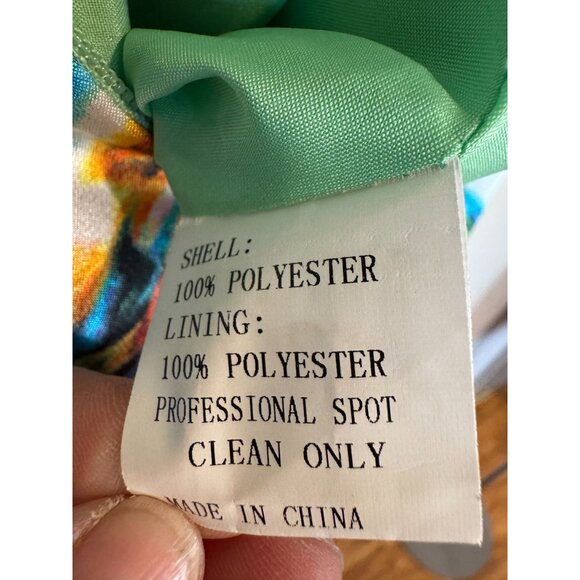 SHELL:
100% POLYESTER
LINING:
100% POLYESTER
PROFESSIONAL SPOT
CLEAN ONLY
MADE IN CHINA